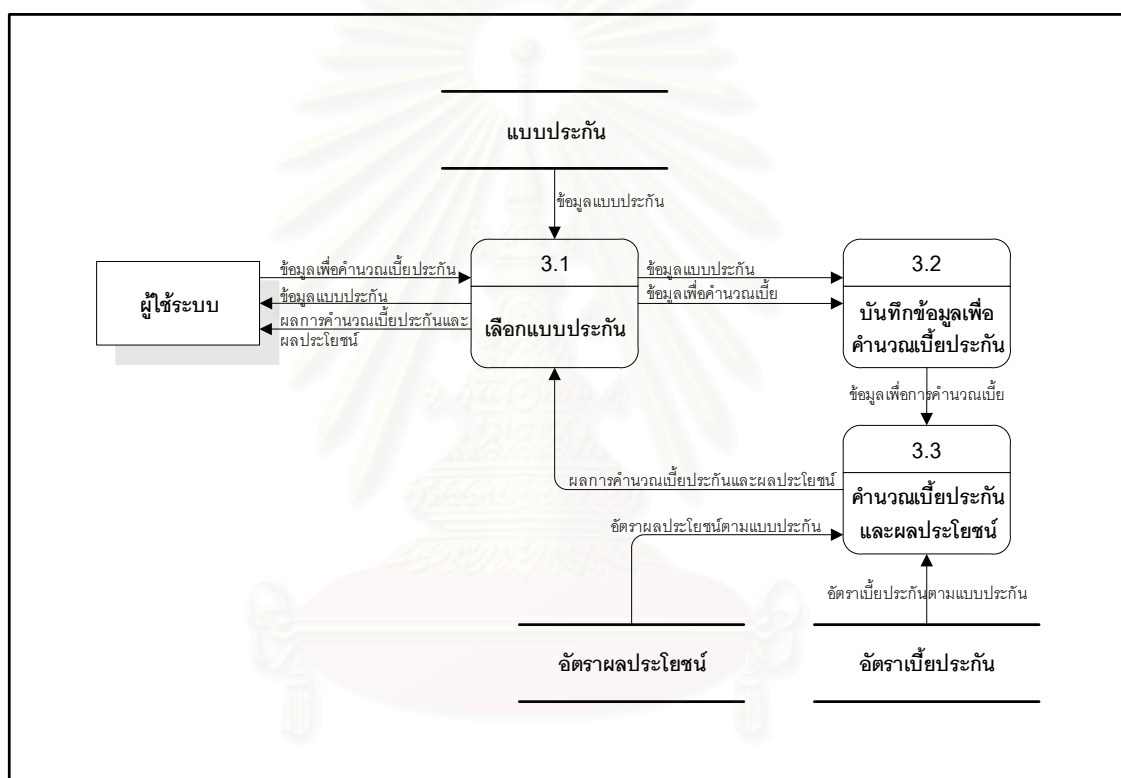 แบบประกัน
ข้อมูลแบบประกัน
ผู้ใช้ระบบ
ข้อมูลเพื่อคำนวณเบี้ยประกัน
ข้อมูลแบบประกัน
ผลการคำนวณเบี้ยประกันและ
ผลประโยชน์
3.1
เลือกแบบประกัน
ข้อมูลแบบประกัน
ข้อมูลเพื่อคำนวณเบี้ย
3.2
บันทึกข้อมูลเพื่อ
คำนวณเบี้ยประกัน
ข้อมูลเพื่อการคำนวณเบี้ย
3.3
คำนวณเบี้ยประกัน
และผลประโยชน์
ผลการคำนวณเบี้ยประกันและผลประโยชน์
อัตราผลประโยชน์ตามแบบประกัน
อัตราเบี้ยประกันตามแบบประกัน
อัตราผลประโยชน์
อัตราเบี้ยประกัน